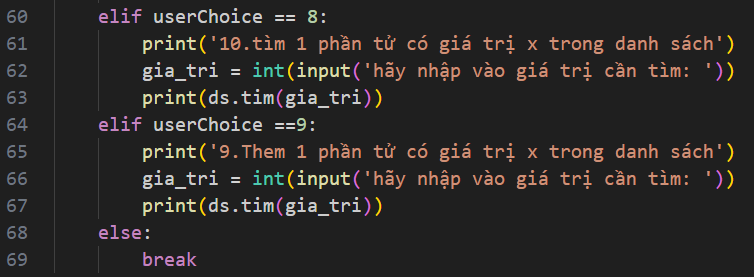 60 elif userChoice == 8:
61 print('10.tìm 1 phần tử có giá trị x trong danh sách')
62 gia_tri = int(input('hãy nhập vào giá trị cần tìm: '))
63 print(ds.tim(gia_tri))
64 elif userChoice ==9:
65 print('9.Them 1 phần tử có giá trị x trong danh sách')
66 gia_tri = int(input('hãy nhập vào giá trị cần tìm: '))
67 print(ds.tim(gia_tri))
68 else:
69 break